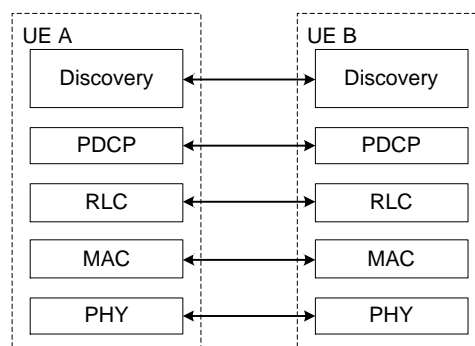 UE A
UE B
Discovery
Discovery
PDCP
PDCP
RLC
RLC
MAC
MAC
PHY
PHY